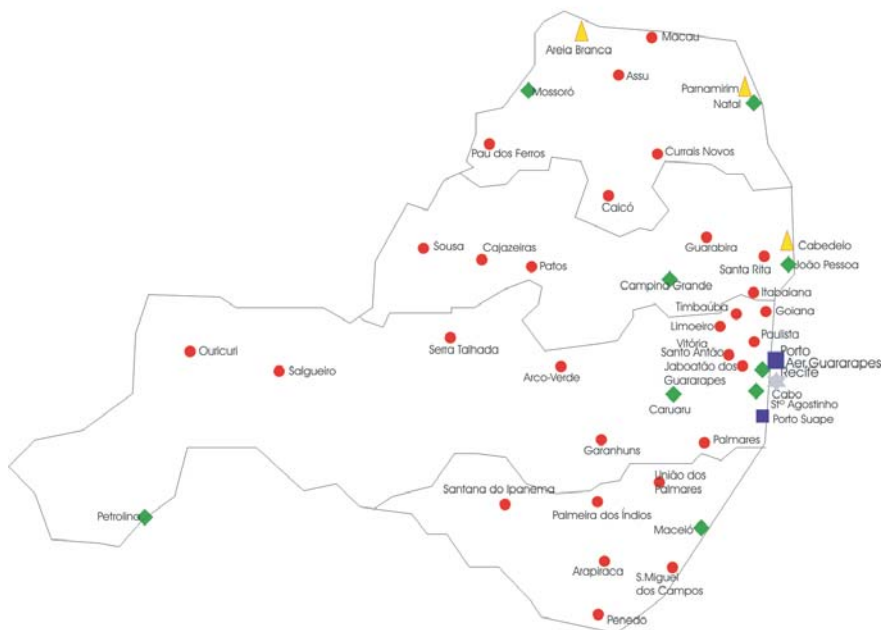 Macau
Areia Branca
Assu
Parnamirim
Mossoró
Natal
Pau dos Ferros
Currais Novos
Caicó
Guarabira
Cabedelo
Sousa
Cajazeiras
Patos
Santa Rita
João Pessoa
Campina Grande
Itabaiana
Timbaúba
Goiana
Limoeiro
Paulista
Vitória
Santo Antão
Porto
Aer.Guararapes
Recife
Jaboatão dos
Guararapes
Ouricuri
Salgueiro
Serra Talhada
Arco-Verde
Caruaru
Cabo
Stº Agostinho
Porto Suape
Garanhuns
Palmares
União dos
Palmares
Santana do Ipanema
Palmeira dos Índios
Petrolina
Maceió
Arapiraca
S.Miguel
dos Campos
Penedo